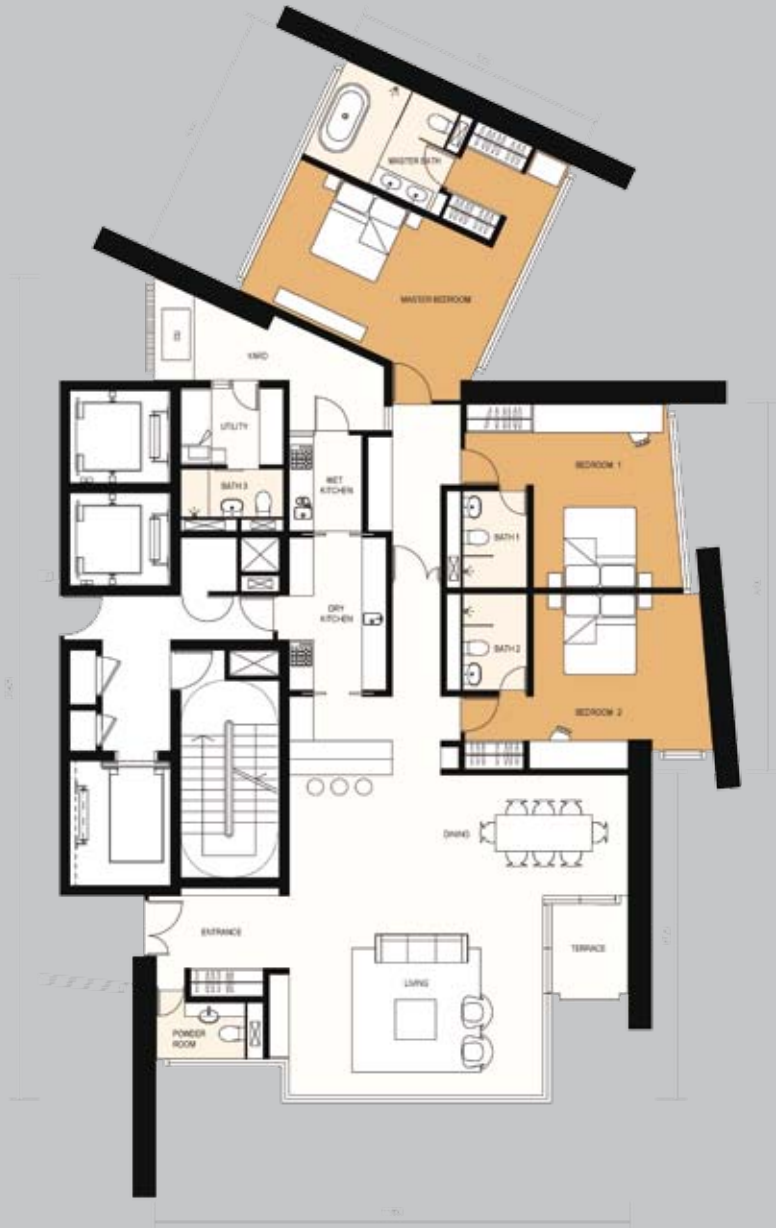 MASTER BATH
MASTER BEDROOM
YARD
UTILITY
BATH 3
WET
KITCHEN
BEDROOM 1
BATH 1
DRY
KITCHEN
BATH 2
BEDROOM 2
DINING
ENTRANCE
TERRACE
LIVING
POWDER
ROOM